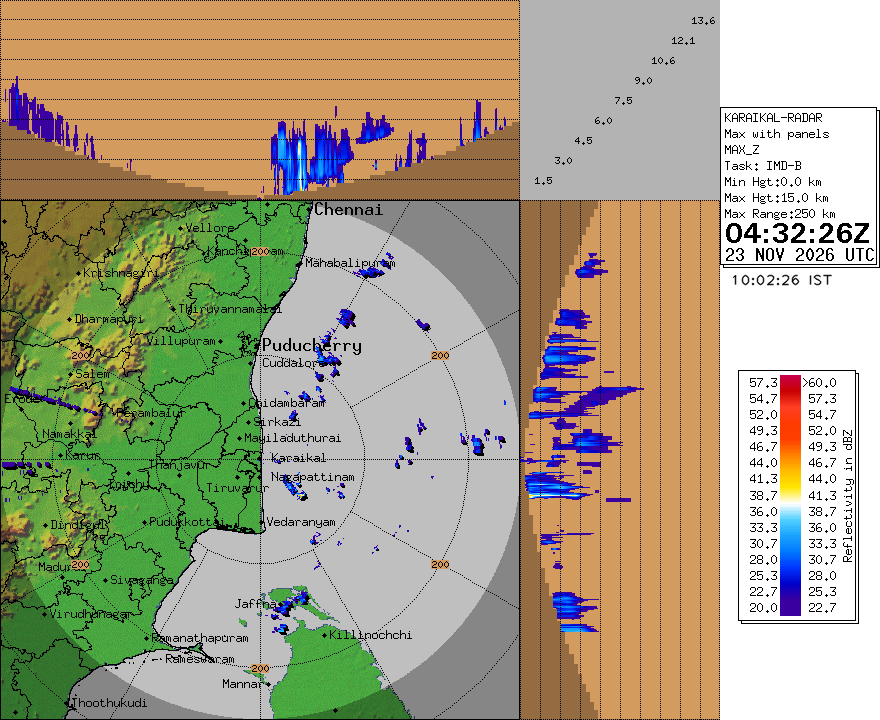 13.6
12.1
10.6
9.0
7.5
6.0
4.5
3.0
1.5
KARAIKAL-RADAR
Max with panels
MAX_Z
Task: IMD-B
Min Hgt:0.0 km
Max Hgt:15.0 km
Max Range:250 km
04:32:26Z
23 NOV 2026 UTC
10:02:26 IST
Chennai
Vellore
200
Mahabalipuram
Krishnagiri
Thiruvannamalai
Dharmapuri
Villupuram
Puducherry
200
200
Cuddalore
Salem
Chidambaram
Perambalur
Sirkazi
Namakkal
Mayiladuthurai
Karur
Thanjavur
Karaikal
Nagapattinam
Tiruvarur
Dindigul
Pudukkottai
Vedaranyam
200
200
Madurai
Sivaganga
Jaffna
Virudhunagar
Ramanathapuram
Killinochchi
Rameswaram
200
Mannar
Thoothukudi
57.3 >60.0
54.7 57.3
52.0 54.7
49.3 52.0
46.7 49.3
44.0 46.7
41.3 44.0
38.7 41.3
36.0 38.7
33.3 36.0
30.7 33.3
28.0 30.7
25.3 28.0
22.7 25.3
20.0 22.7
Reflectivity in dBZ